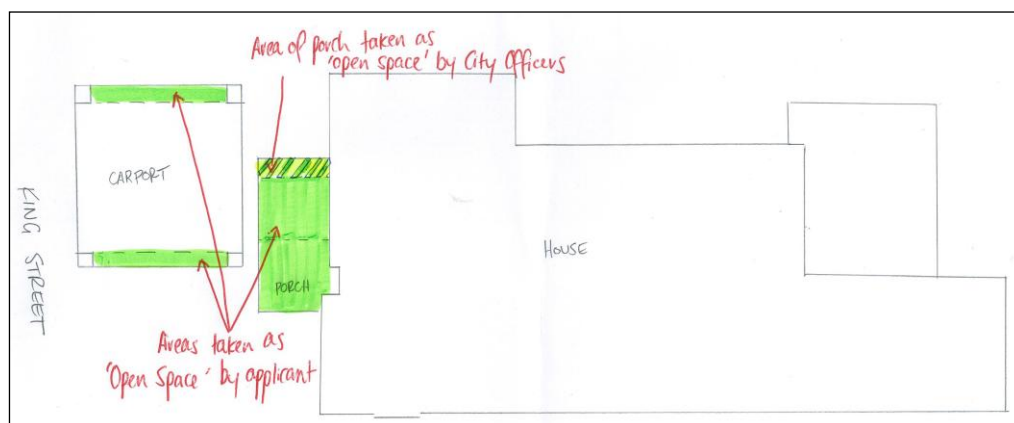 Area of porch taken as
'open space' by City Officers
CARPORT
KING STREET
HOUSE
PORCH
Areas taken as
'Open Space' by applicant